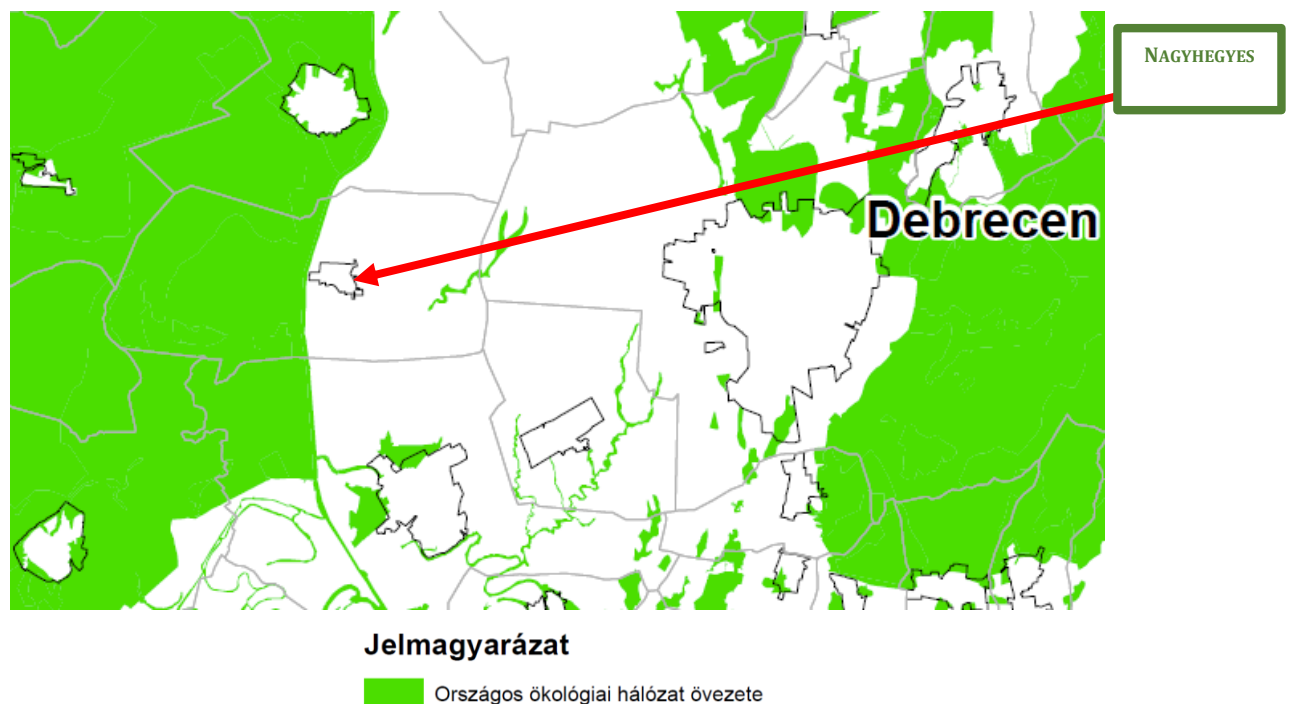 NAGYHEGYES
Debrecen
Jelmagyarázat
Országos ökológiai hálózat övezete